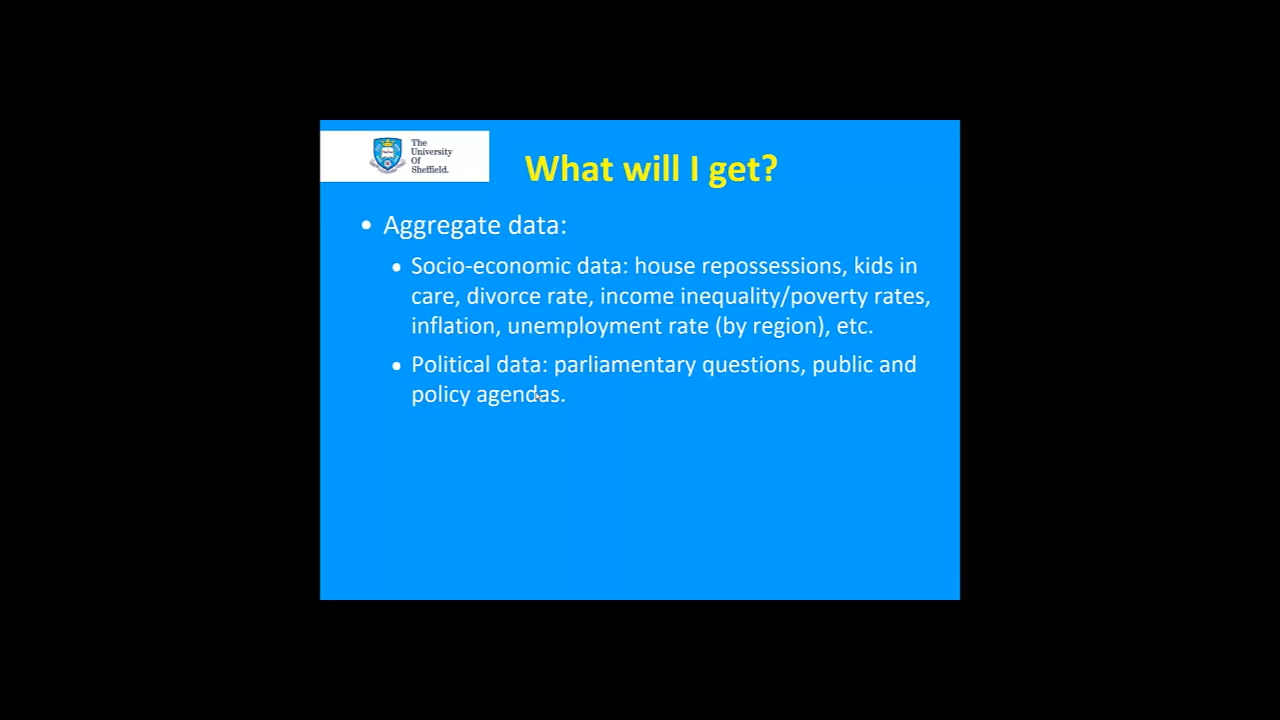 The
University
Of
Sheffield.
What will I get?
• Aggregate data:
• Socio-economic data: house repossessions, kids in
care, divorce rate, income inequality/poverty rates,
inflation, unemployment rate (by region), etc.
• Political data: parliamentary questions, public and
policy agendas.